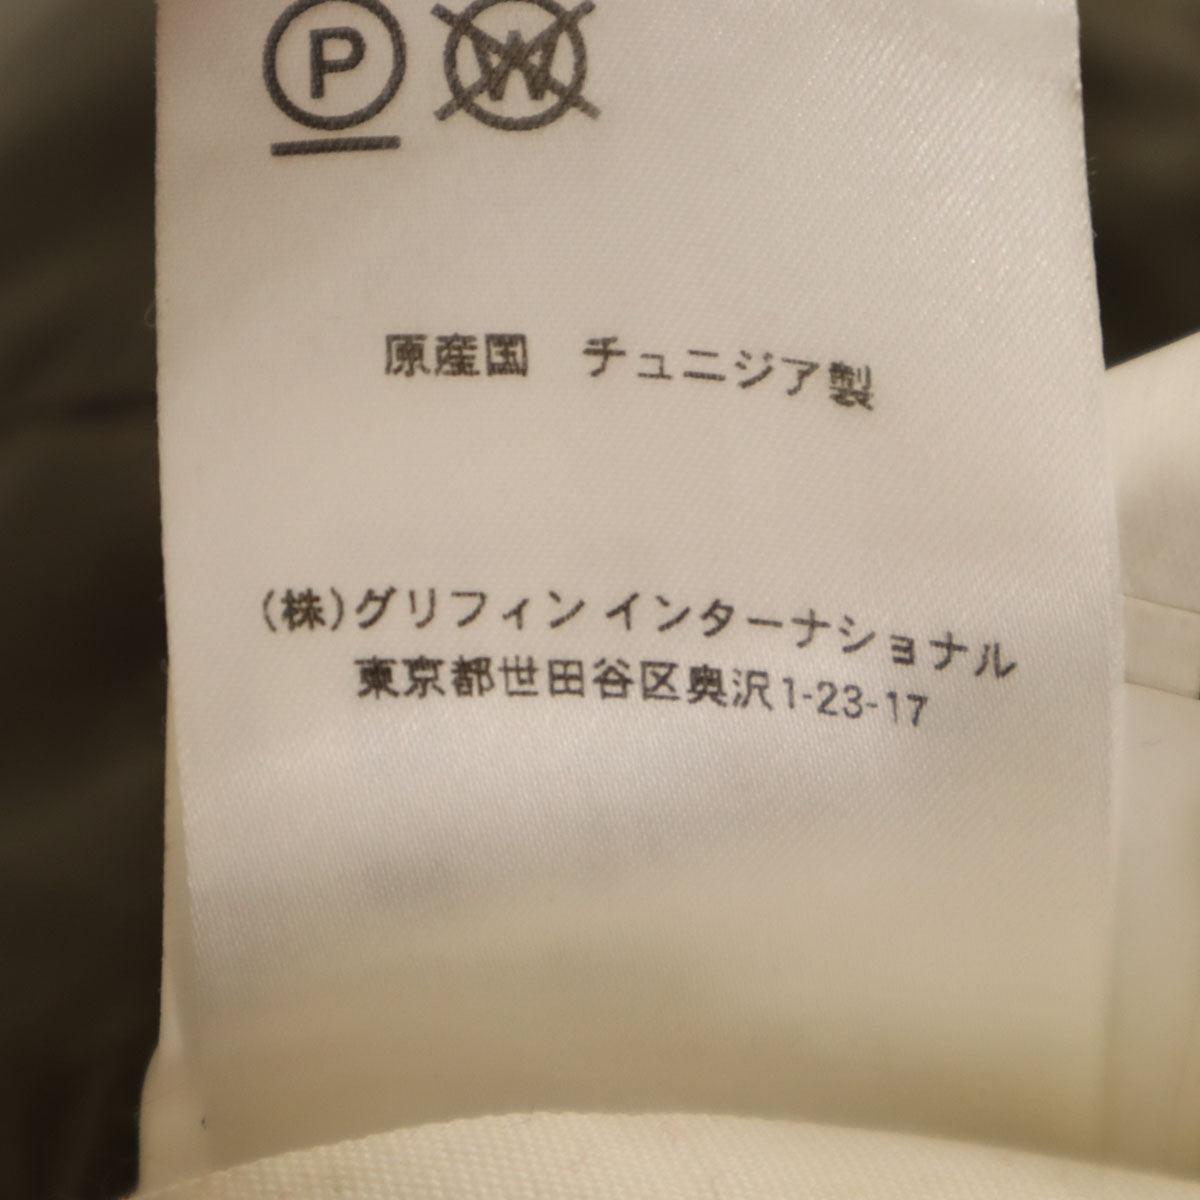 P W
原産国 チュニジア製
(株)グリフィン インターナショナル
東京都世田谷区奥沢1-23-17